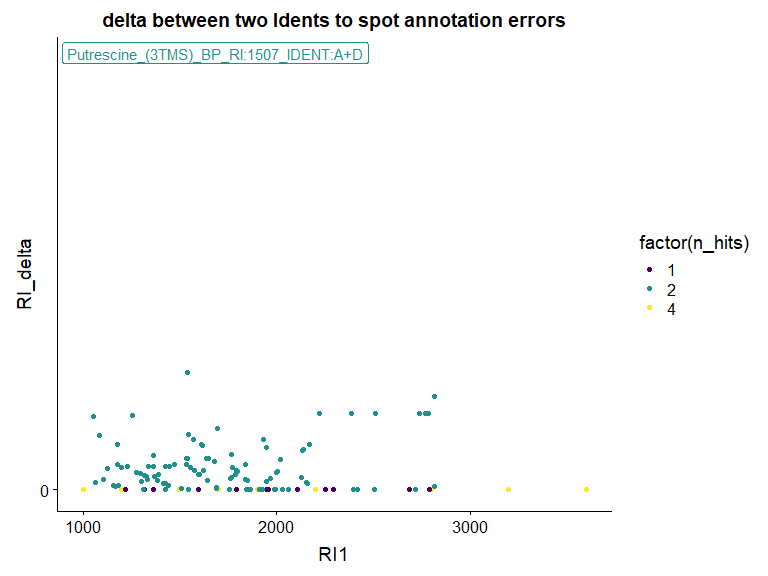 delta between two Idents to spot annotation errors
Putrescine_(3TMS)_BP_RI:1507_IDENT:A+D
RI_delta
0
1000 2000 3000
RI1
factor(n_hits)
1
2
4